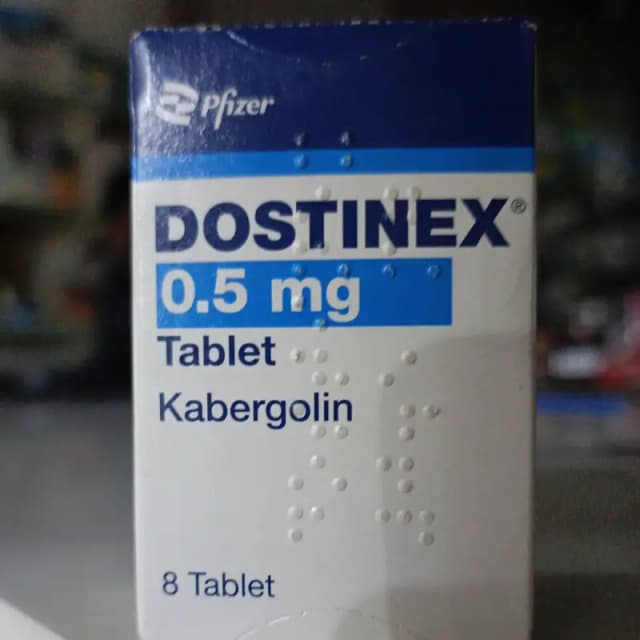 Pfizer
DOSTINEX®
0.5 mg
Tablet
Kabergolin
8 Tablet